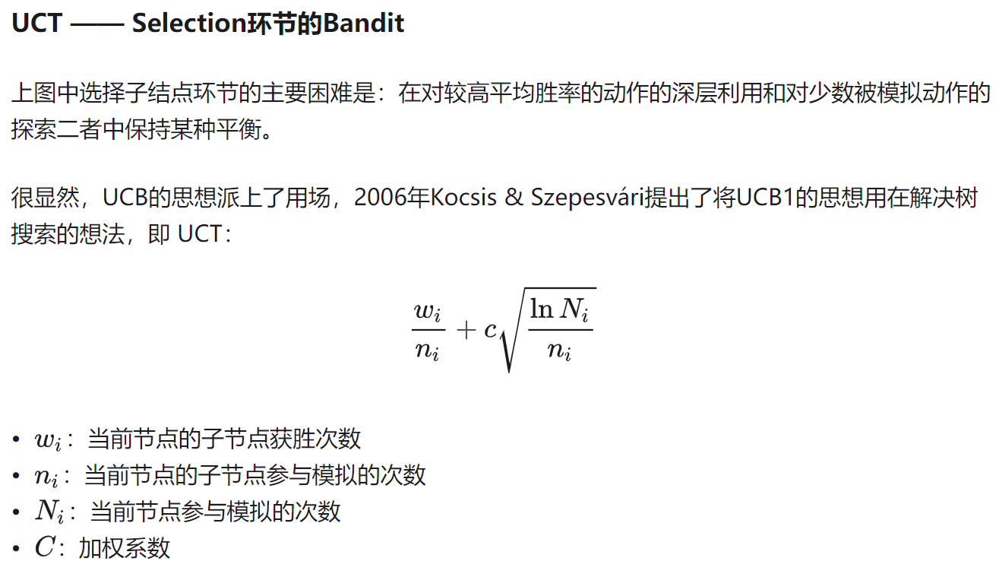 UCT —— Selection环节的Bandit
上图中选择子结点环节的主要困难是：在对较高平均胜率的动作的深层利用和对少数被模拟动作的
探索二者中保持某种平衡。
很显然，UCB的思想派上了用场，2006年Kocsis & Szepesvári提出了将UCB1的思想用在解决树
搜索的想法，即 UCT：
$\frac{w_i}{n_i} + c\sqrt{\frac{\ln N_i}{n_i}}$
• $w_i$：当前节点的子节点获胜次数
• $n_i$：当前节点的子节点参与模拟的次数
• $N_i$：当前节点参与模拟的次数
• $C$：加权系数